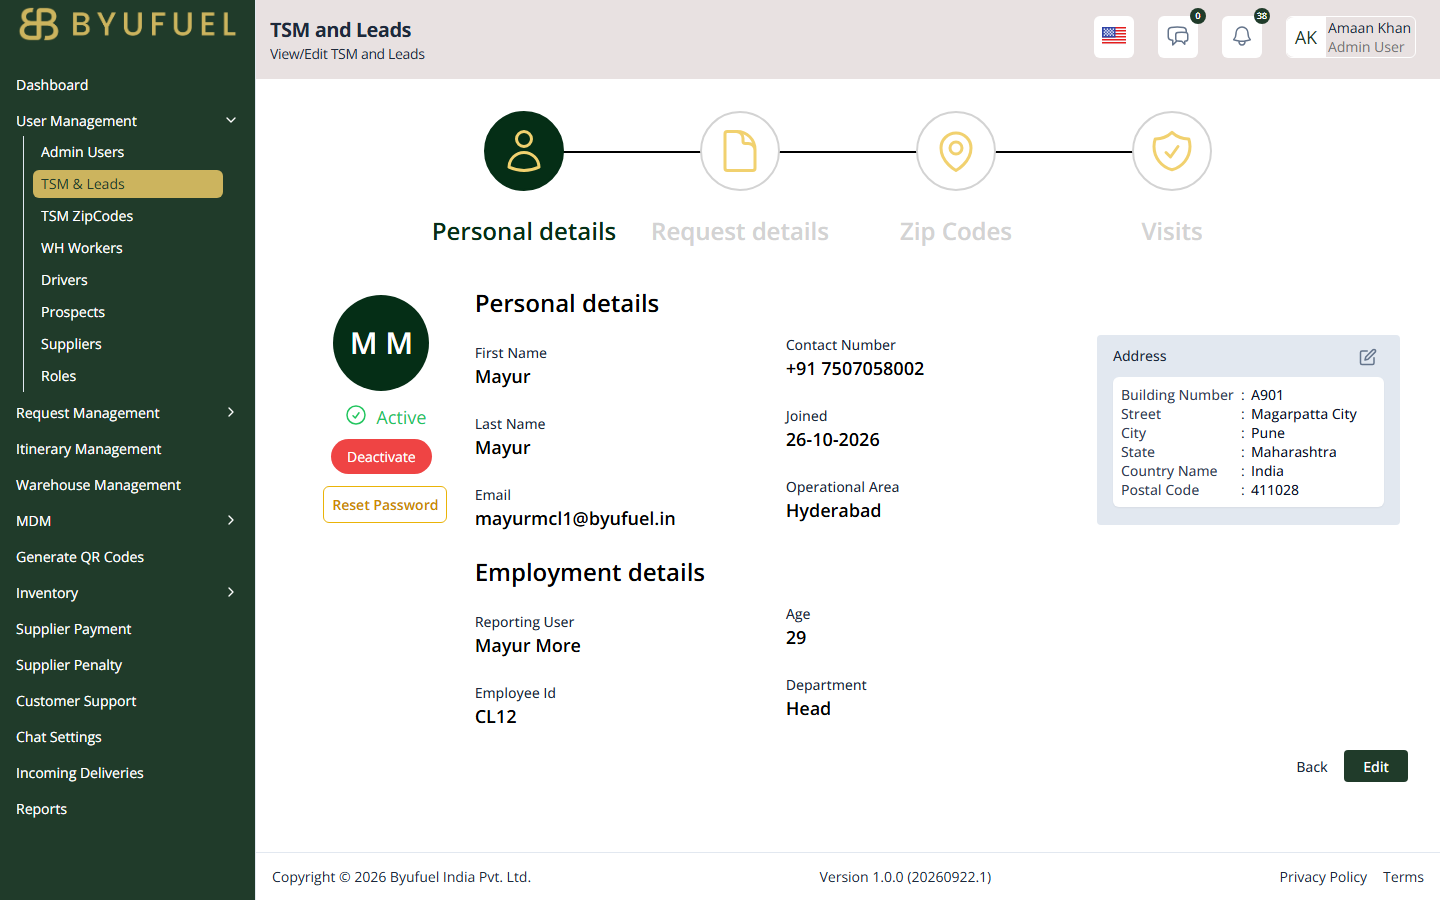 BYUFUEL
Dashboard
User Management
Admin Users
TSM & Leads
TSM ZipCodes
WH Workers
Drivers
Prospects
Suppliers
Roles
Request Management
Itinerary Management
Warehouse Management
MDM
Generate QR Codes
Inventory
Supplier Payment
Supplier Penalty
Customer Support
Chat Settings
Incoming Deliveries
Reports
TSM and Leads
View/Edit TSM and Leads
0
38
AK
Amaan Khan
Admin User
Personal details
Request details
Zip Codes
Visits
M M
Active
Deactivate
Reset Password
Personal details
First Name
Mayur
Last Name
Mayur
Email
mayurmcl1@byufuel.in
Contact Number
+91 7507058002
Joined
26-10-2026
Operational Area
Hyderabad
Address
Building Number : A901
Street : Magarpatta City
City : Pune
State : Maharashtra
Country Name : India
Postal Code : 411028
Employment details
Reporting User
Mayur More
Employee Id
CL12
Age
29
Department
Head
Back
Edit
Copyright © 2026 Byufuel India Pvt. Ltd.
Version 1.0.0 (20260922.1)
Privacy Policy
Terms